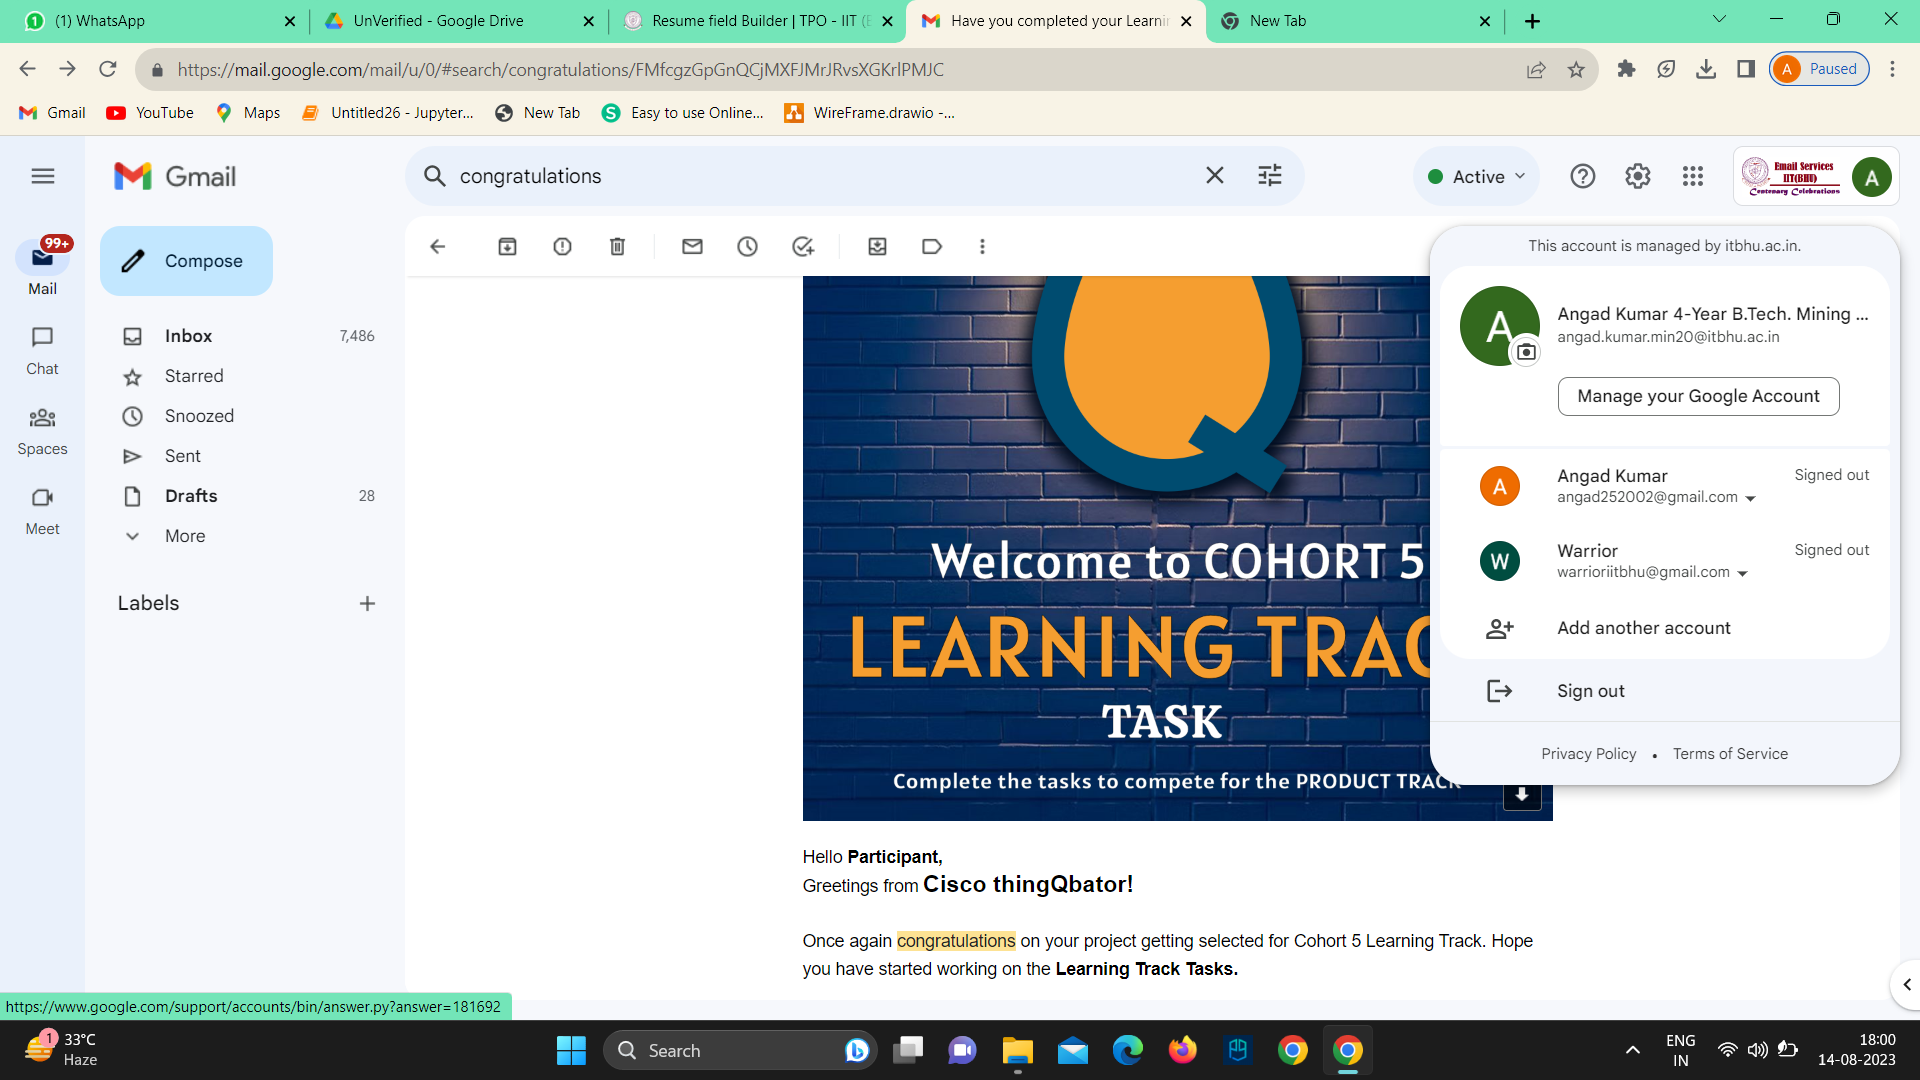 (1) WhatsApp
UnVerified - Google Drive
Resume field Builder | TPO - IIT (
Have you completed your Learni
New Tab
https://mail.google.com/mail/u/0/#search/congratulations/FMfcgzGpGnQCjMXFJMrJRvsXGKrlPMJC
A Paused
Gmail
YouTube
Maps
Untitled26 - Jupyter...
New Tab
Easy to use Online...
WireFrame.drawio -...
Gmail
congratulations
Active
Email Services
IIT(BHU)
Centenary Celebrations
A
99+
Mail
Chat
Spaces
Meet
Compose
Inbox 7,486
Starred
Snoozed
Sent
Drafts 28
More
Labels
This account is managed by itbhu.ac.in.
A
Angad Kumar 4-Year B.Tech. Mining ...
angad.kumar.min20@itbhu.ac.in
Manage your Google Account
A
Angad Kumar Signed out
angad252002@gmail.com
W
Warrior Signed out
warrioriitbhu@gmail.com
Add another account
Sign out
Privacy Policy • Terms of Service
Welcome to COHORT 5
LEARNING TRAC
TASK
Complete the tasks to compete for the PRODUCT TRACK
Hello Participant,
Greetings from Cisco thingQbator!
Once again congratulations on your project getting selected for Cohort 5 Learning Track. Hope
you have started working on the Learning Track Tasks.
https://www.google.com/support/accounts/bin/answer.py?answer=181692
1
33°C
Haze
Search
ENG
IN
18:00
14-08-2023